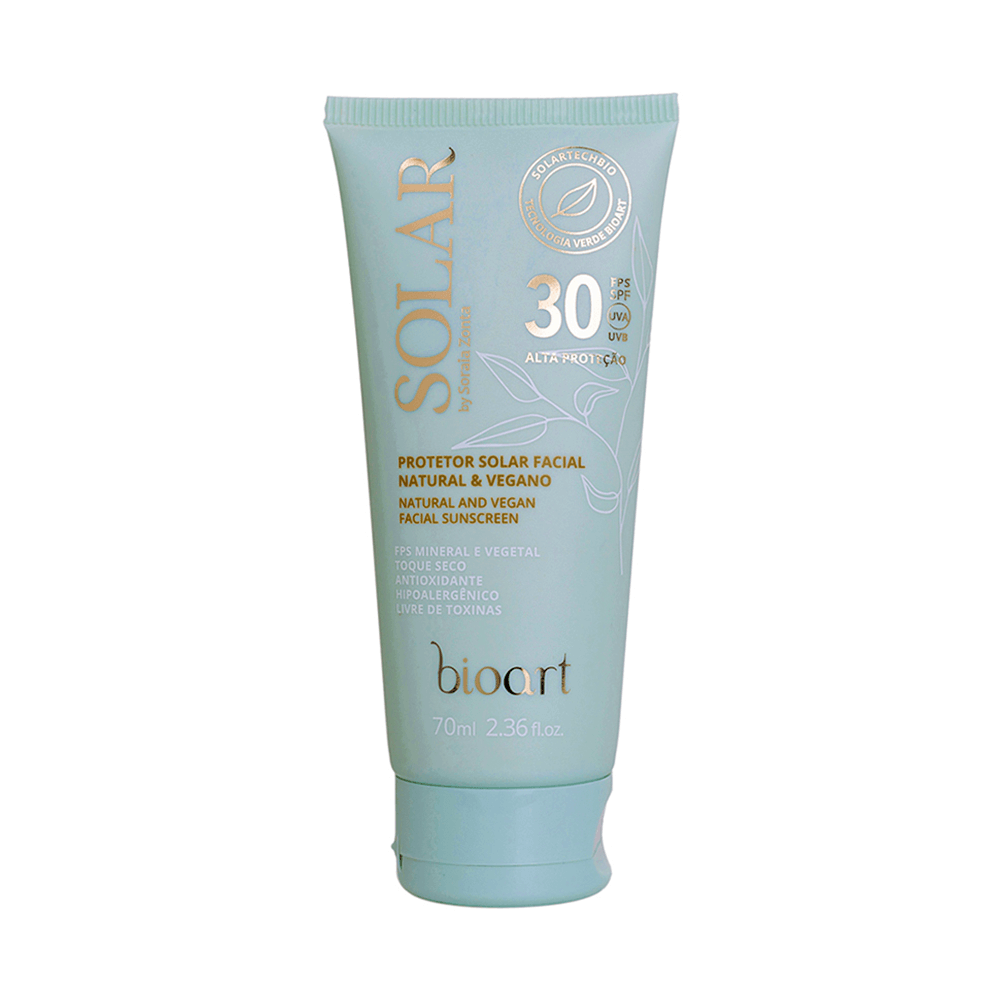 SOLAR
by Soraia Zonta
SOLARTECHBIO
TECNOLOGIA VERDE BIOART
30
FPS
SPF
UVA
UVB
ALTA PROTEÇÃO
PROTETOR SOLAR FACIAL
NATURAL & VEGANO
NATURAL AND VEGAN
FACIAL SUNSCREEN
FPS MINERAL E VEGETAL
TOQUE SECO
ANTIOXIDANTE
HIPOALERGÊNICO
LIVRE DE TOXINAS
bioart
70ml 2.36 fl.oz.